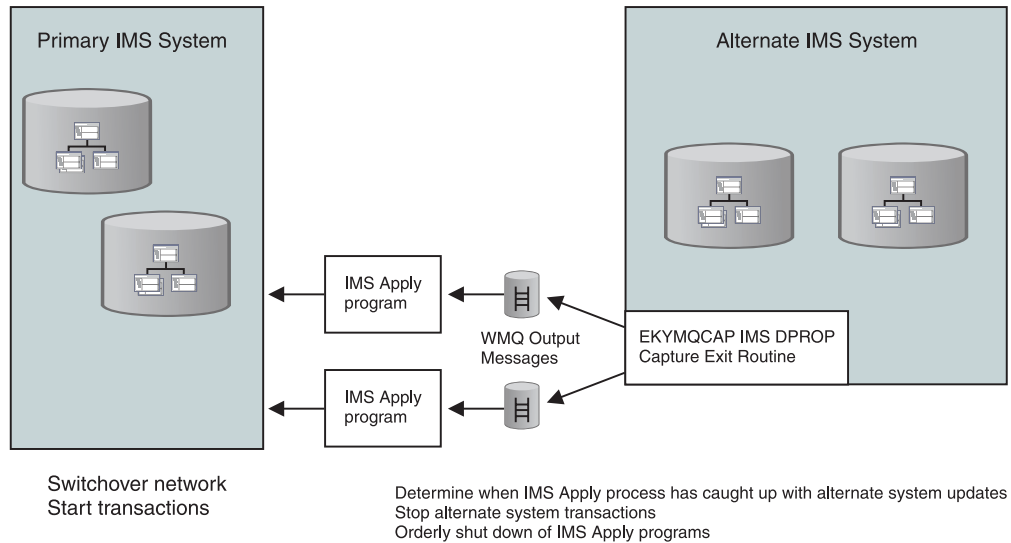 Primary IMS System
Alternate IMS System
IMS Apply
program
WMQ Output
Messages
EKYMQCAP IMS DPROP
Capture Exit Routine
IMS Apply
program
Switchover network
Start transactions
Determine when IMS Apply process has caught up with alternate system updates
Stop alternate system transactions
Orderly shut down of IMS Apply programs